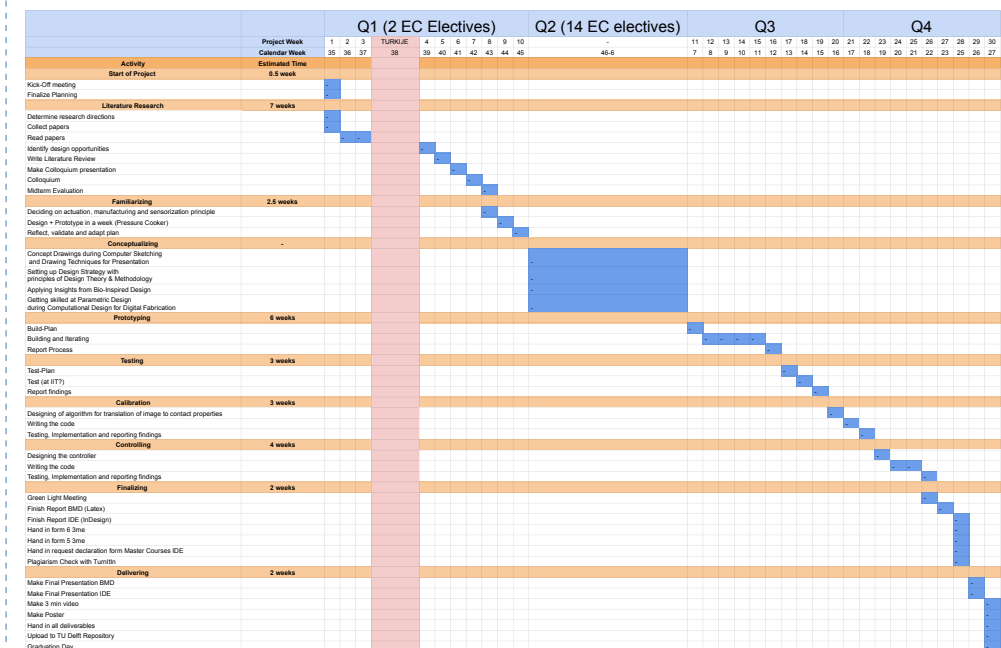 Q1 (2 EC Electives) Q2 (14 EC electives) Q3 Q4
Project Week 1 2 3 TURKIJE 4 5 6 7 8 9 10 - 11 12 13 14 15 16 17 18 19 20 21 22 23 24 25 26 27 28 29 30
Calendar Week 35 36 37 38 39 40 41 42 43 44 45 46-6 7 8 9 10 11 12 13 14 15 16 17 18 19 20 21 22 24 25 26 27
Activity Estimated Time
Start of Project 0.5 week
Kick-Off meeting -
Finalize Planning -
Literature Research 7 weeks
Determine research directions -
Collect papers -
Read papers - -
Identify design opportunities -
Write Literature Review -
Make Colloquium presentation -
Colloquium -
Midterm Evaluation -
Familiarizing 2.5 weeks
Deciding on actuation, manufacturing and sensorization principle -
Design + Prototype in a week (Pressure Cooker) -
Reflect, validate and adapt plan -
Conceptualizing -
Concept Drawings during Computer Sketching
and Drawing Techniques for Presentation -
Setting up Design Strategy with
principles of Design Theory & Methodology -
Applying Insights from Bio-Inspired Design -
Getting skilled at Parametric Design
during Computational Design for Digital Fabrication -
Prototyping 6 weeks
Build-Plan -
Building and Iterating - - - -
Report Process -
Testing 3 weeks
Test-Plan -
Test (at IIT?) -
Report findings -
Calibration 3 weeks
Designing of algorithm for translation of image to contact properties -
Writing the code -
Testing, Implementation and reporting findings -
Controlling 4 weeks
Designing the controller -
Writing the code - -
Testing, Implementation and reporting findings -
Finalizing 2 weeks
Green Light Meeting -
Finish Report BMD (Latex) -
Finish Report IDE (InDesign) -
Hand in form 6 3me -
Hand in form 5 3me -
Hand in request declaration form Master Courses IDE -
Plagiarism Check with TurnItIn -
Delivering 2 weeks
Make Final Presentation BMD -
Make Final Presentation IDE -
Make 3 min video -
Make Poster -
Hand in all deliverables -
Upload to TU Delft Repository -
Graduation Day -